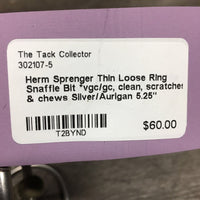 The Tack Collector
302107-5
Herm Sprenger Thin Loose Ring
Snaffle Bit *vgc/gc, clean, scratches
& chews Silver/Aurigan 5.25"
T2BYND
$60.00